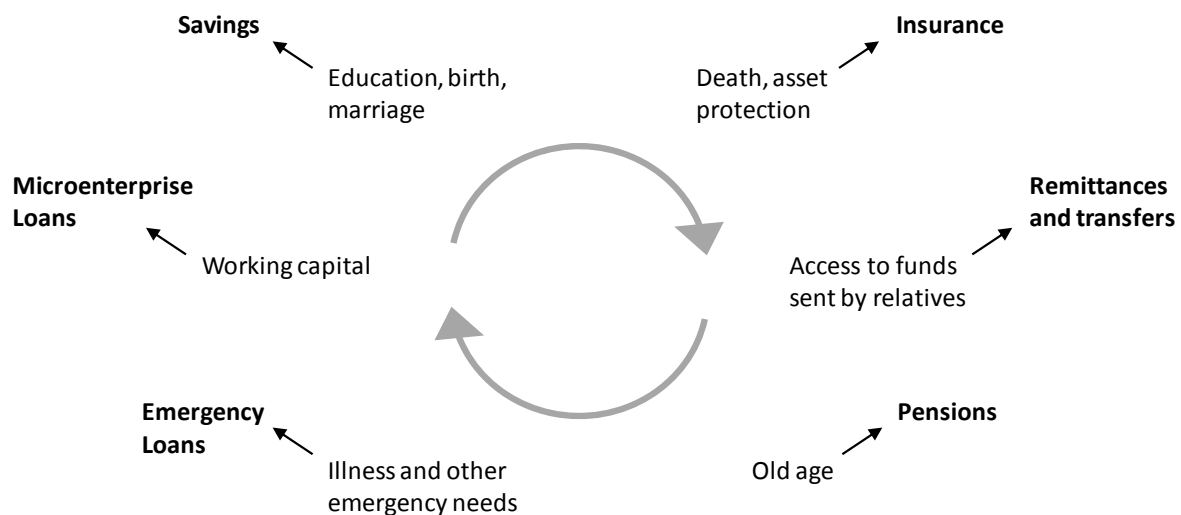 Savings
Education, birth,
marriage
Insurance
Death, asset
protection
Microenterprise
Loans
Working capital
Remittances
and transfers
Access to funds
sent by relatives
Emergency
Loans
Illness and other
emergency needs
Pensions
Old age